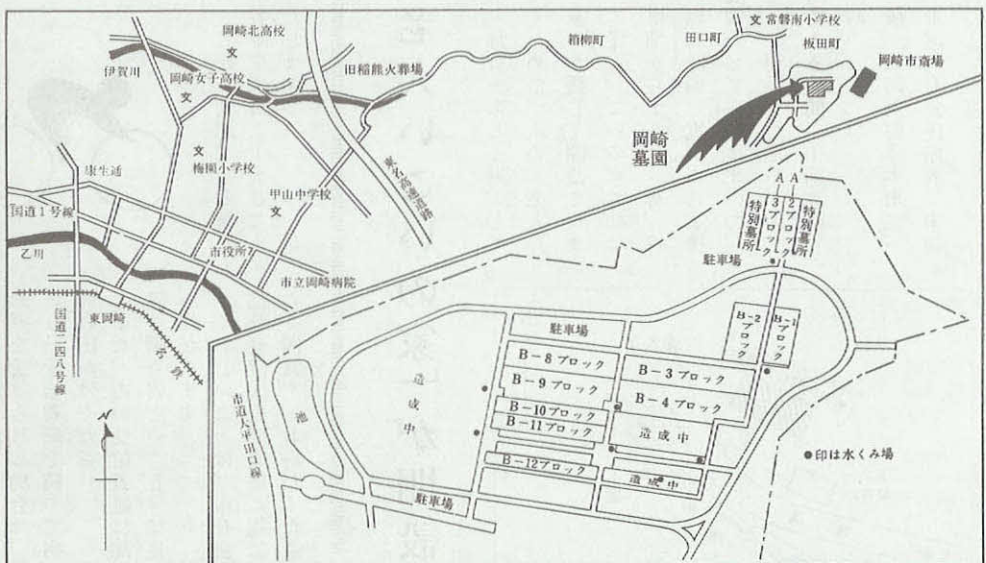 岡崎北高校
文
伊賀川
岡崎女子高校
文
旧稲熊火葬場
箱柳町
田口町
文 常磐南小学校
板田町
岡崎市斎場
岡崎
墓園
文
梅園小学校
康生通
甲山中学校
文
東名高速道路
国道1号線
乙川
市役所
市立岡崎病院
東岡崎
国道二四八号線
名鉄
N
A
3ブロック
特別墓所
A
2ブロック
特別墓所
駐車場
駐車場
B-2
ブロック
B-1
ブロック
B-8ブロック
B-3ブロック
B-9ブロック
B-4ブロック
B-10ブロック
B-11ブロック
造成中
B-12ブロック
造成中
造成中
池
市道大平田口線
駐車場
●印は水くみ場